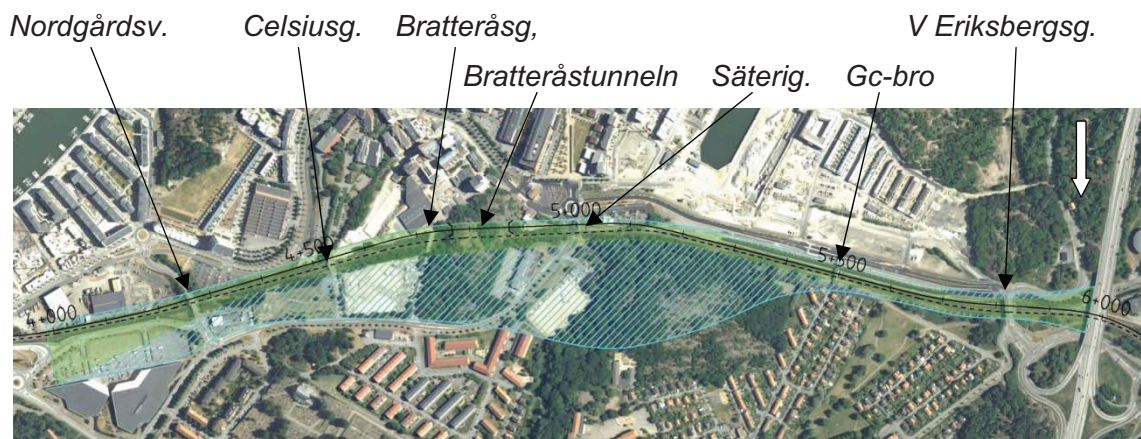 Nordgårdsv. Celsiusg. Bratteråsg, V Eriksbergsg.
Bratteråstunneln Säterig. Gc-bro
5+000
4+500
5+500
4+000
6+000